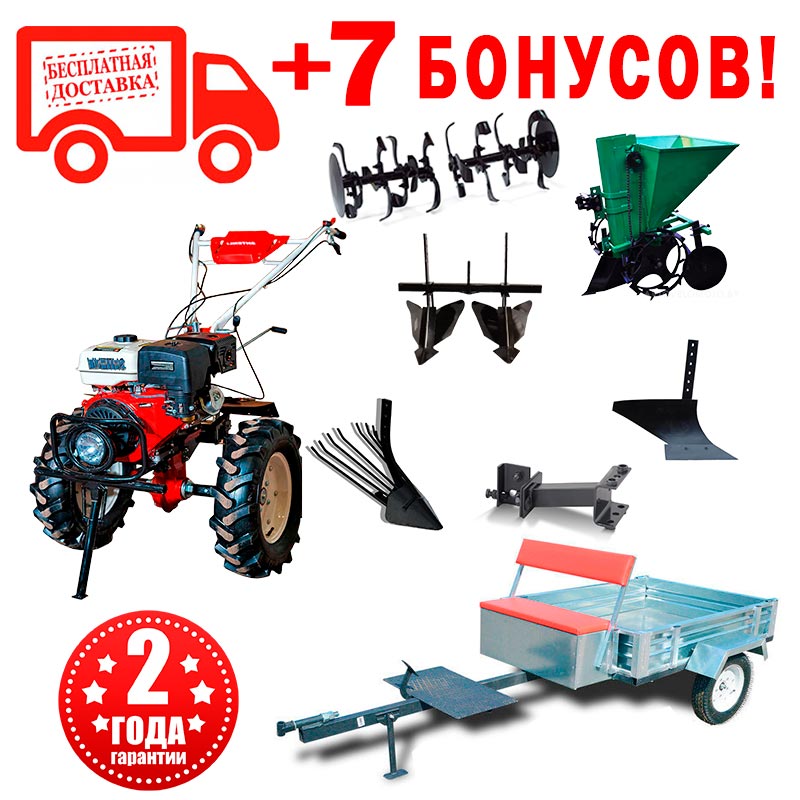 БЕСПЛАТНАЯ
ДОСТАВКА
+7 БОНУСОВ!
2
ГОДА
гарантии